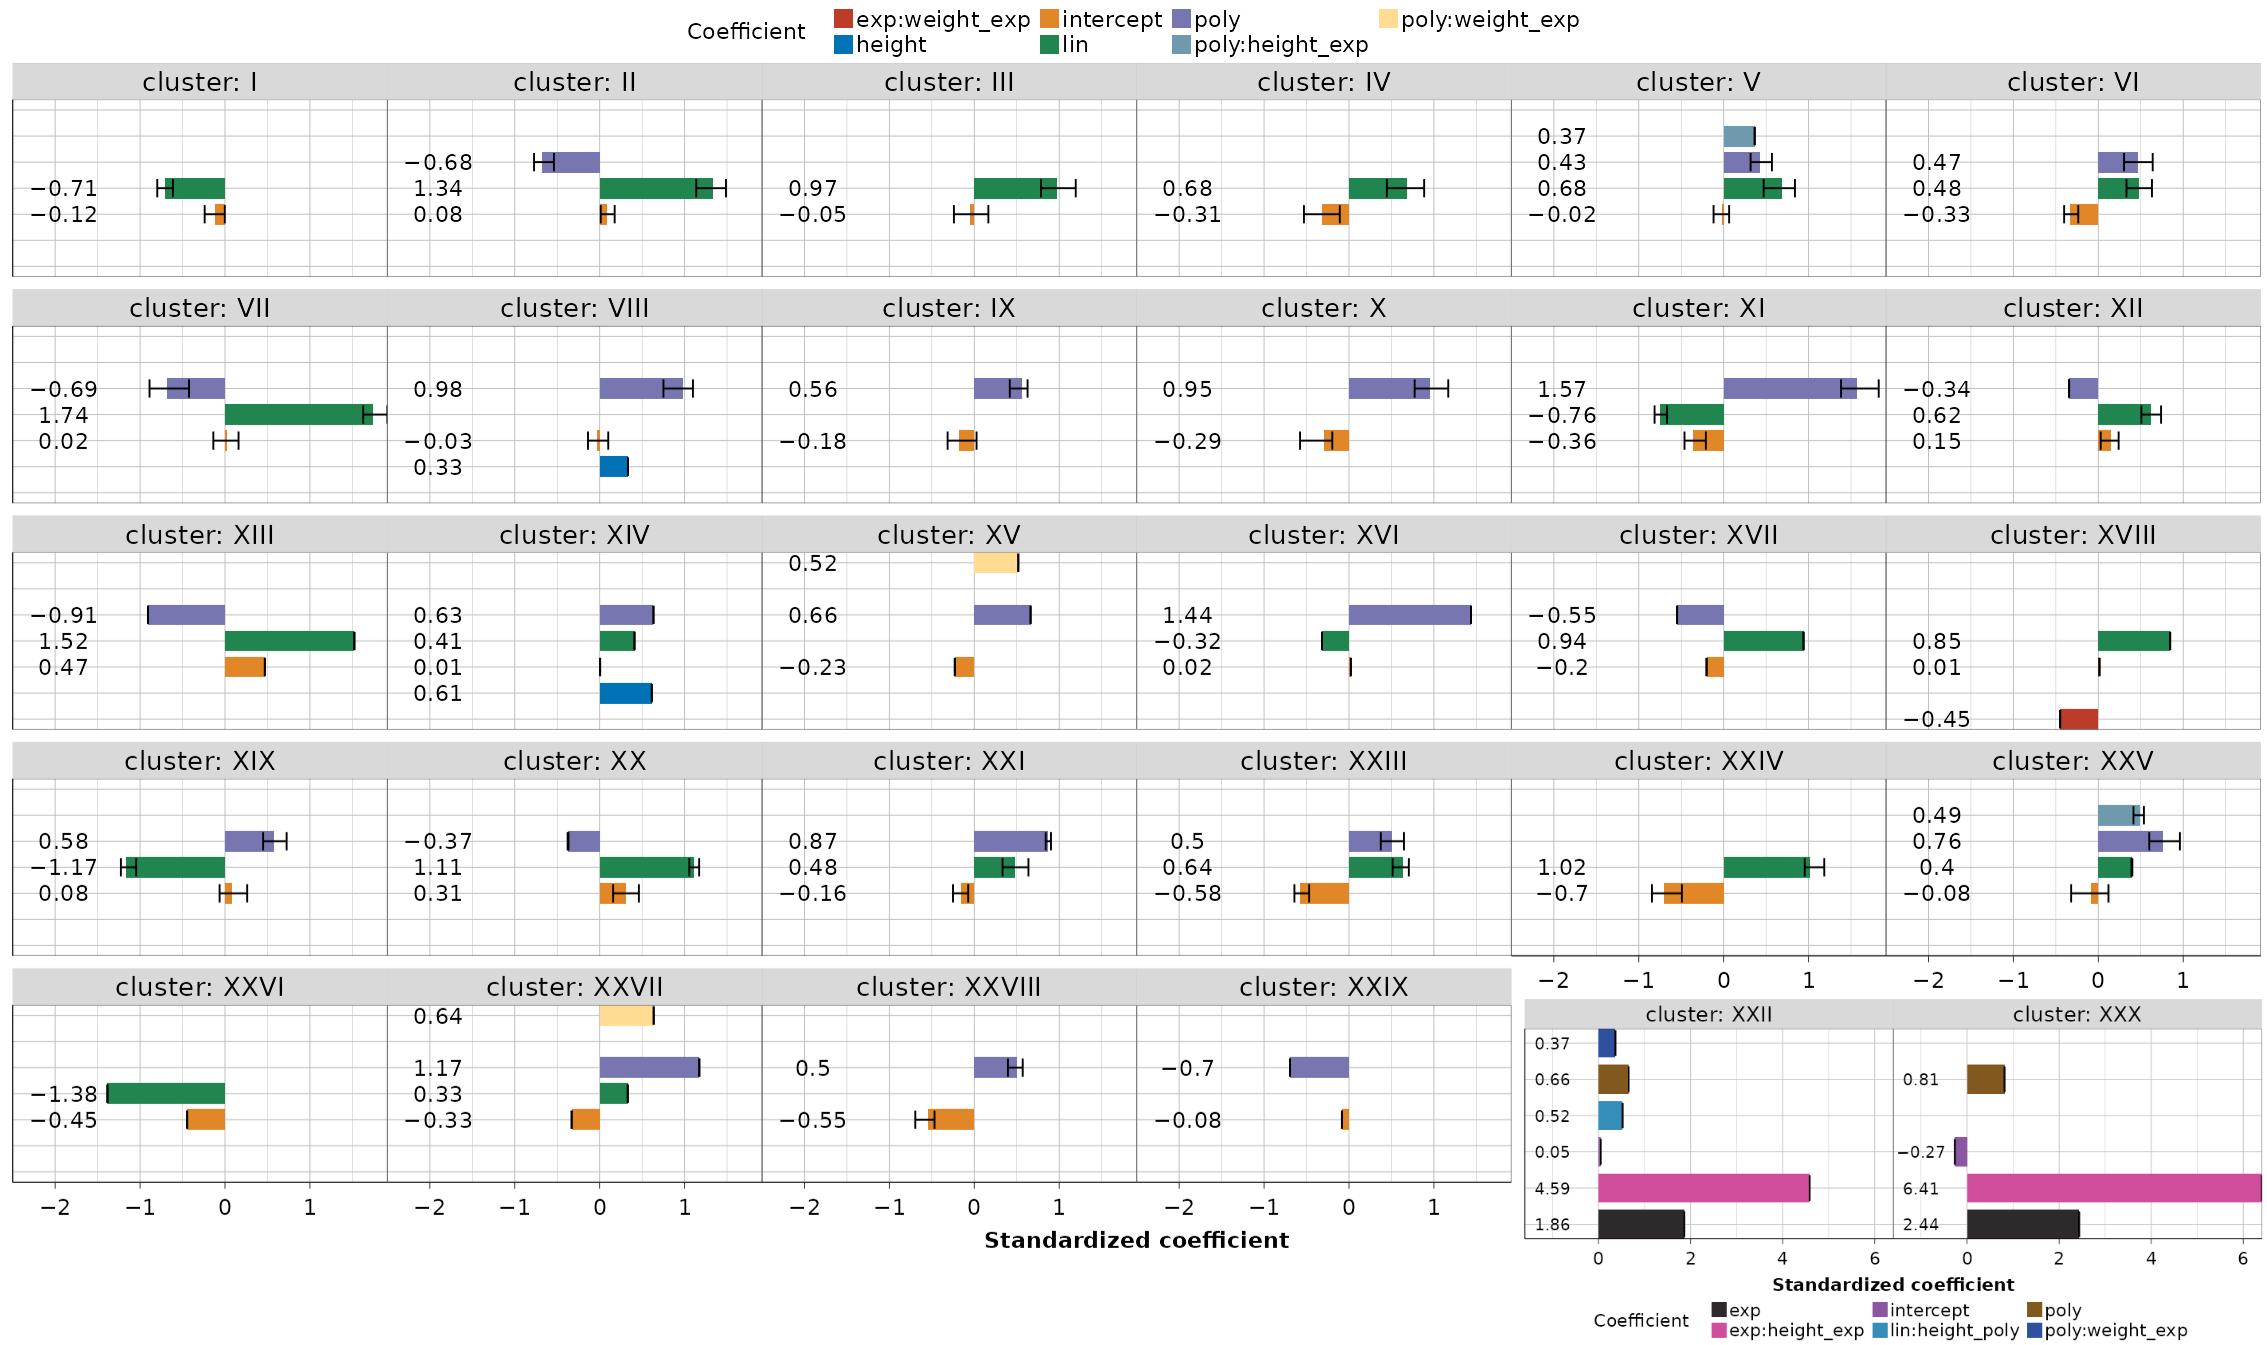 Coefficient
exp:weight_exp intercept poly poly:weight_exp
height lin poly:height_exp
cluster: I cluster: II cluster: III cluster: IV cluster: V cluster: VI
0.37
−0.68 0.43 0.47
−0.71 1.34 0.97 0.68 0.68 0.48
−0.12 0.08 −0.05 −0.31 −0.02 −0.33
cluster: VII cluster: VIII cluster: IX cluster: X cluster: XI cluster: XII
−0.69 0.98 0.56 0.95 1.57 −0.34
1.74 −0.76 0.62
0.02 −0.03 −0.18 −0.29 −0.36 0.15
0.33
cluster: XIII cluster: XIV cluster: XV cluster: XVI cluster: XVII cluster: XVIII
0.52
−0.91 0.63 0.66 1.44 −0.55
1.52 0.41 −0.32 0.94 0.85
0.47 0.01 −0.23 0.02 −0.2 0.01
0.61
−0.45
cluster: XIX cluster: XX cluster: XXI cluster: XXIII cluster: XXIV cluster: XXV
0.49
0.58 −0.37 0.87 0.5 0.76
−1.17 1.11 0.48 0.64 1.02 0.4
0.08 0.31 −0.16 −0.58 −0.7 −0.08
−2 −1 0 1 −2 −1 0 1
cluster: XXVI cluster: XXVII cluster: XXVIII cluster: XXIX
0.64
1.17 0.5 −0.7
−1.38 0.33
−0.45 −0.33 −0.55 −0.08
−2 −1 0 1 −2 −1 0 1 −2 −1 0 1 −2 −1 0 1
Standardized coefficient
cluster: XXII cluster: XXX
0.37
0.66 0.81
0.52
0.05 −0.27
4.59 6.41
1.86 2.44
0 2 4 6 0 2 4 6
Standardized coefficient
Coefficient
exp intercept poly
exp:height_exp lin:height_poly poly:weight_exp